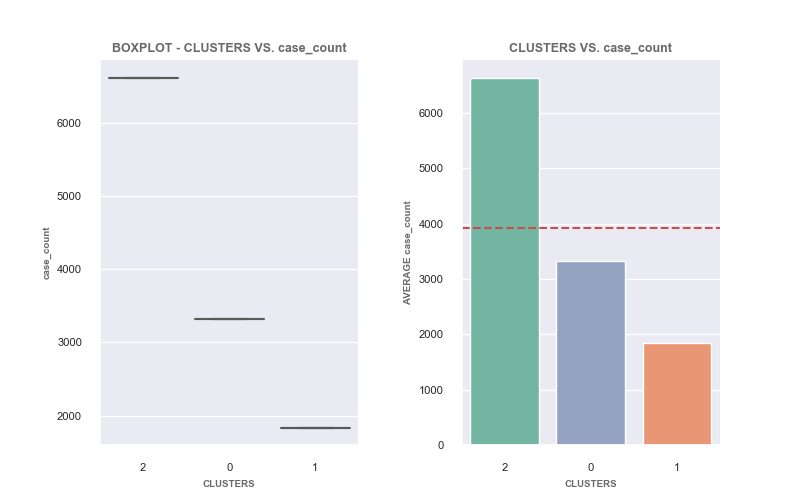 BOXPLOT - CLUSTERS VS. case_count
6000
5000
4000
3000
2000
case_count
2 0 1
CLUSTERS
CLUSTERS VS. case_count
6000
5000
4000
3000
2000
1000
0
AVERAGE case_count
2 0 1
CLUSTERS